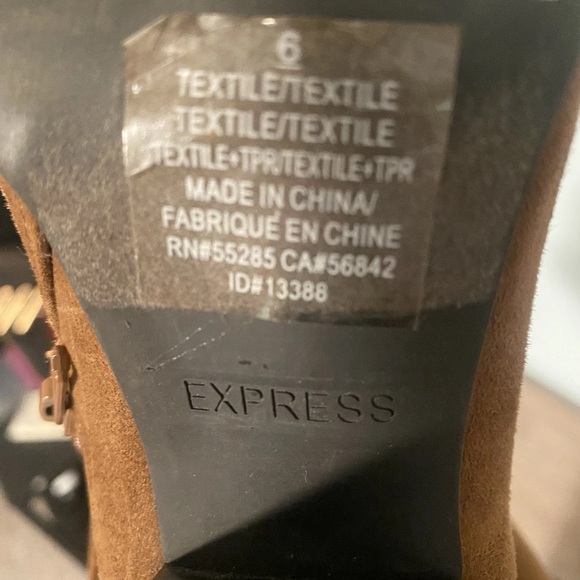 6
TEXTILE/TEXTILE
TEXTILE/TEXTILE
TEXTILE+TPR/TEXTILE+TPR
MADE IN CHINA/
FABRIQUÉ EN CHINE
RN#55285 CA#56842
ID#13388
EXPRESS